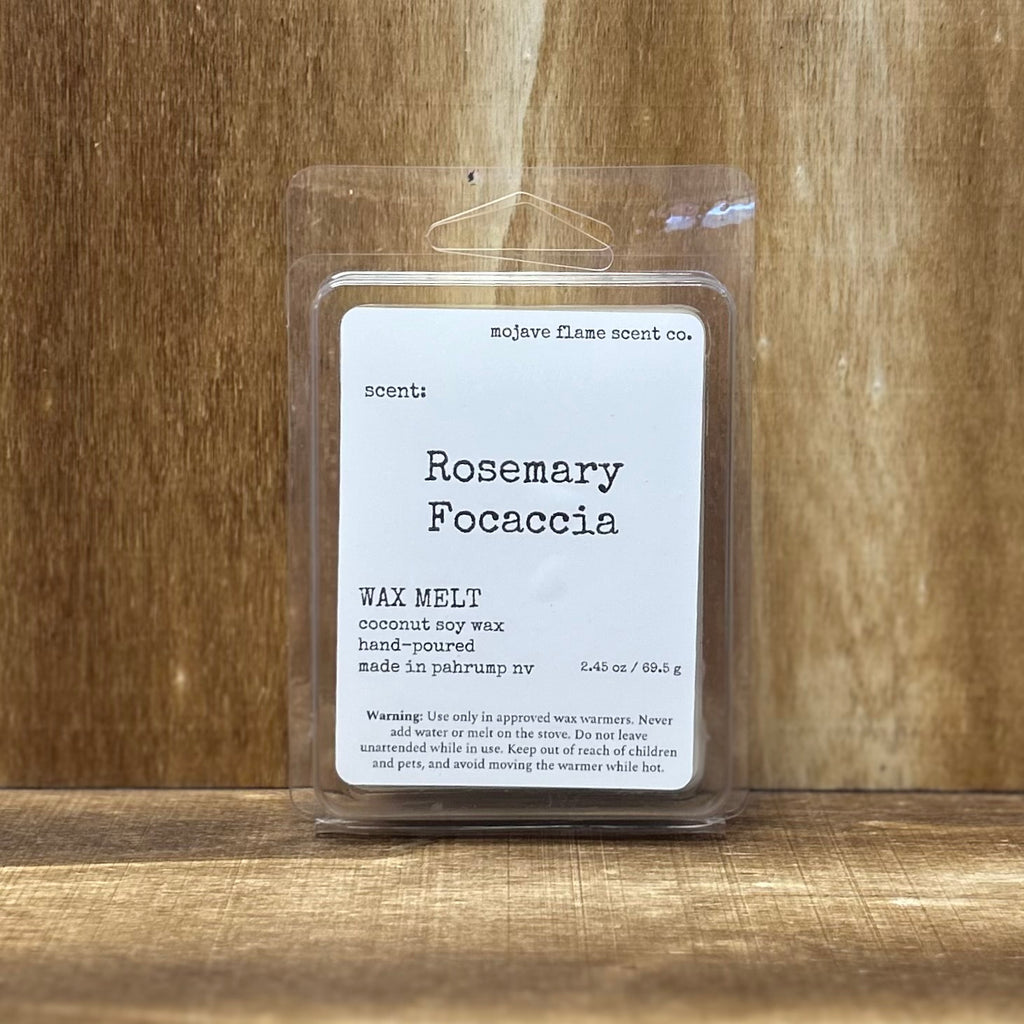 mojave flame scent co.
scent:
Rosemary
Focaccia
WAX MELT
coconut soy wax
hand-poured
made in pahrump nv
2.45 oz / 69.5 g
Warning: Use only in approved wax warmers. Never
add water or melt on the stove. Do not leave
unartended while in use. Keep out of reach of children
and pets, and avoid moving the warmer while hot.